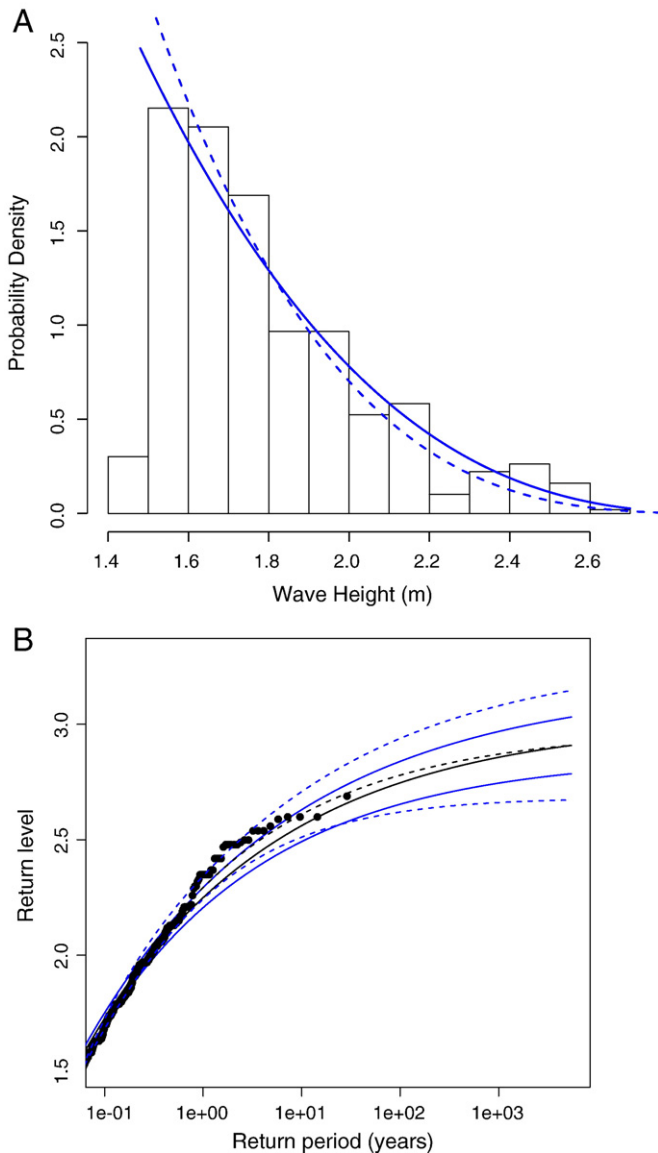 A
2.5
2.0
1.5
1.0
0.5
0.0
Probability Density
1.4 1.6 1.8 2.0 2.2 2.4 2.6
Wave Height (m)
B
3.0
2.5
2.0
1.5
Return level
1e-01 1e+00 1e+01 1e+02 1e+03
Return period (years)